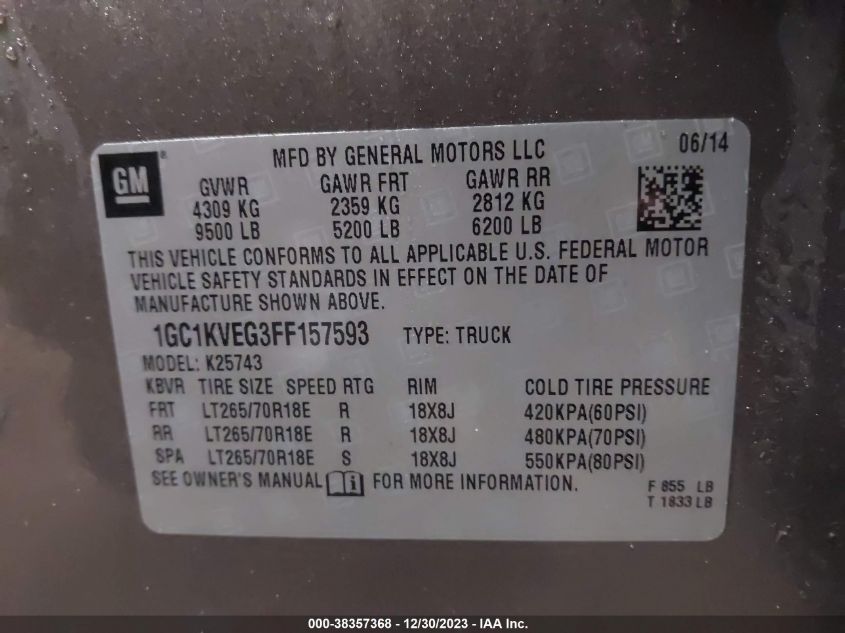 GM ®
MFD BY GENERAL MOTORS LLC 06/14
GVWR GAWR FRT GAWR RR
4309 KG 2359 KG 2812 KG
9500 LB 5200 LB 6200 LB
THIS VEHICLE CONFORMS TO ALL APPLICABLE U.S. FEDERAL MOTOR
VEHICLE SAFETY STANDARDS IN EFFECT ON THE DATE OF
MANUFACTURE SHOWN ABOVE.
1GC1KVEG3FF157593 TYPE: TRUCK
MODEL: K25743
KBVR TIRE SIZE SPEED RTG RIM COLD TIRE PRESSURE
FRT LT265/70R18E R 18X8J 420KPA(60PSI)
RR LT265/70R18E R 18X8J 480KPA(70PSI)
SPA LT265/70R18E S 18X8J 550KPA(80PSI)
SEE OWNER'S MANUAL i FOR MORE INFORMATION.
F 855 LB
T 1833 LB
000-38357368 - 12/30/2023 - IAA Inc.